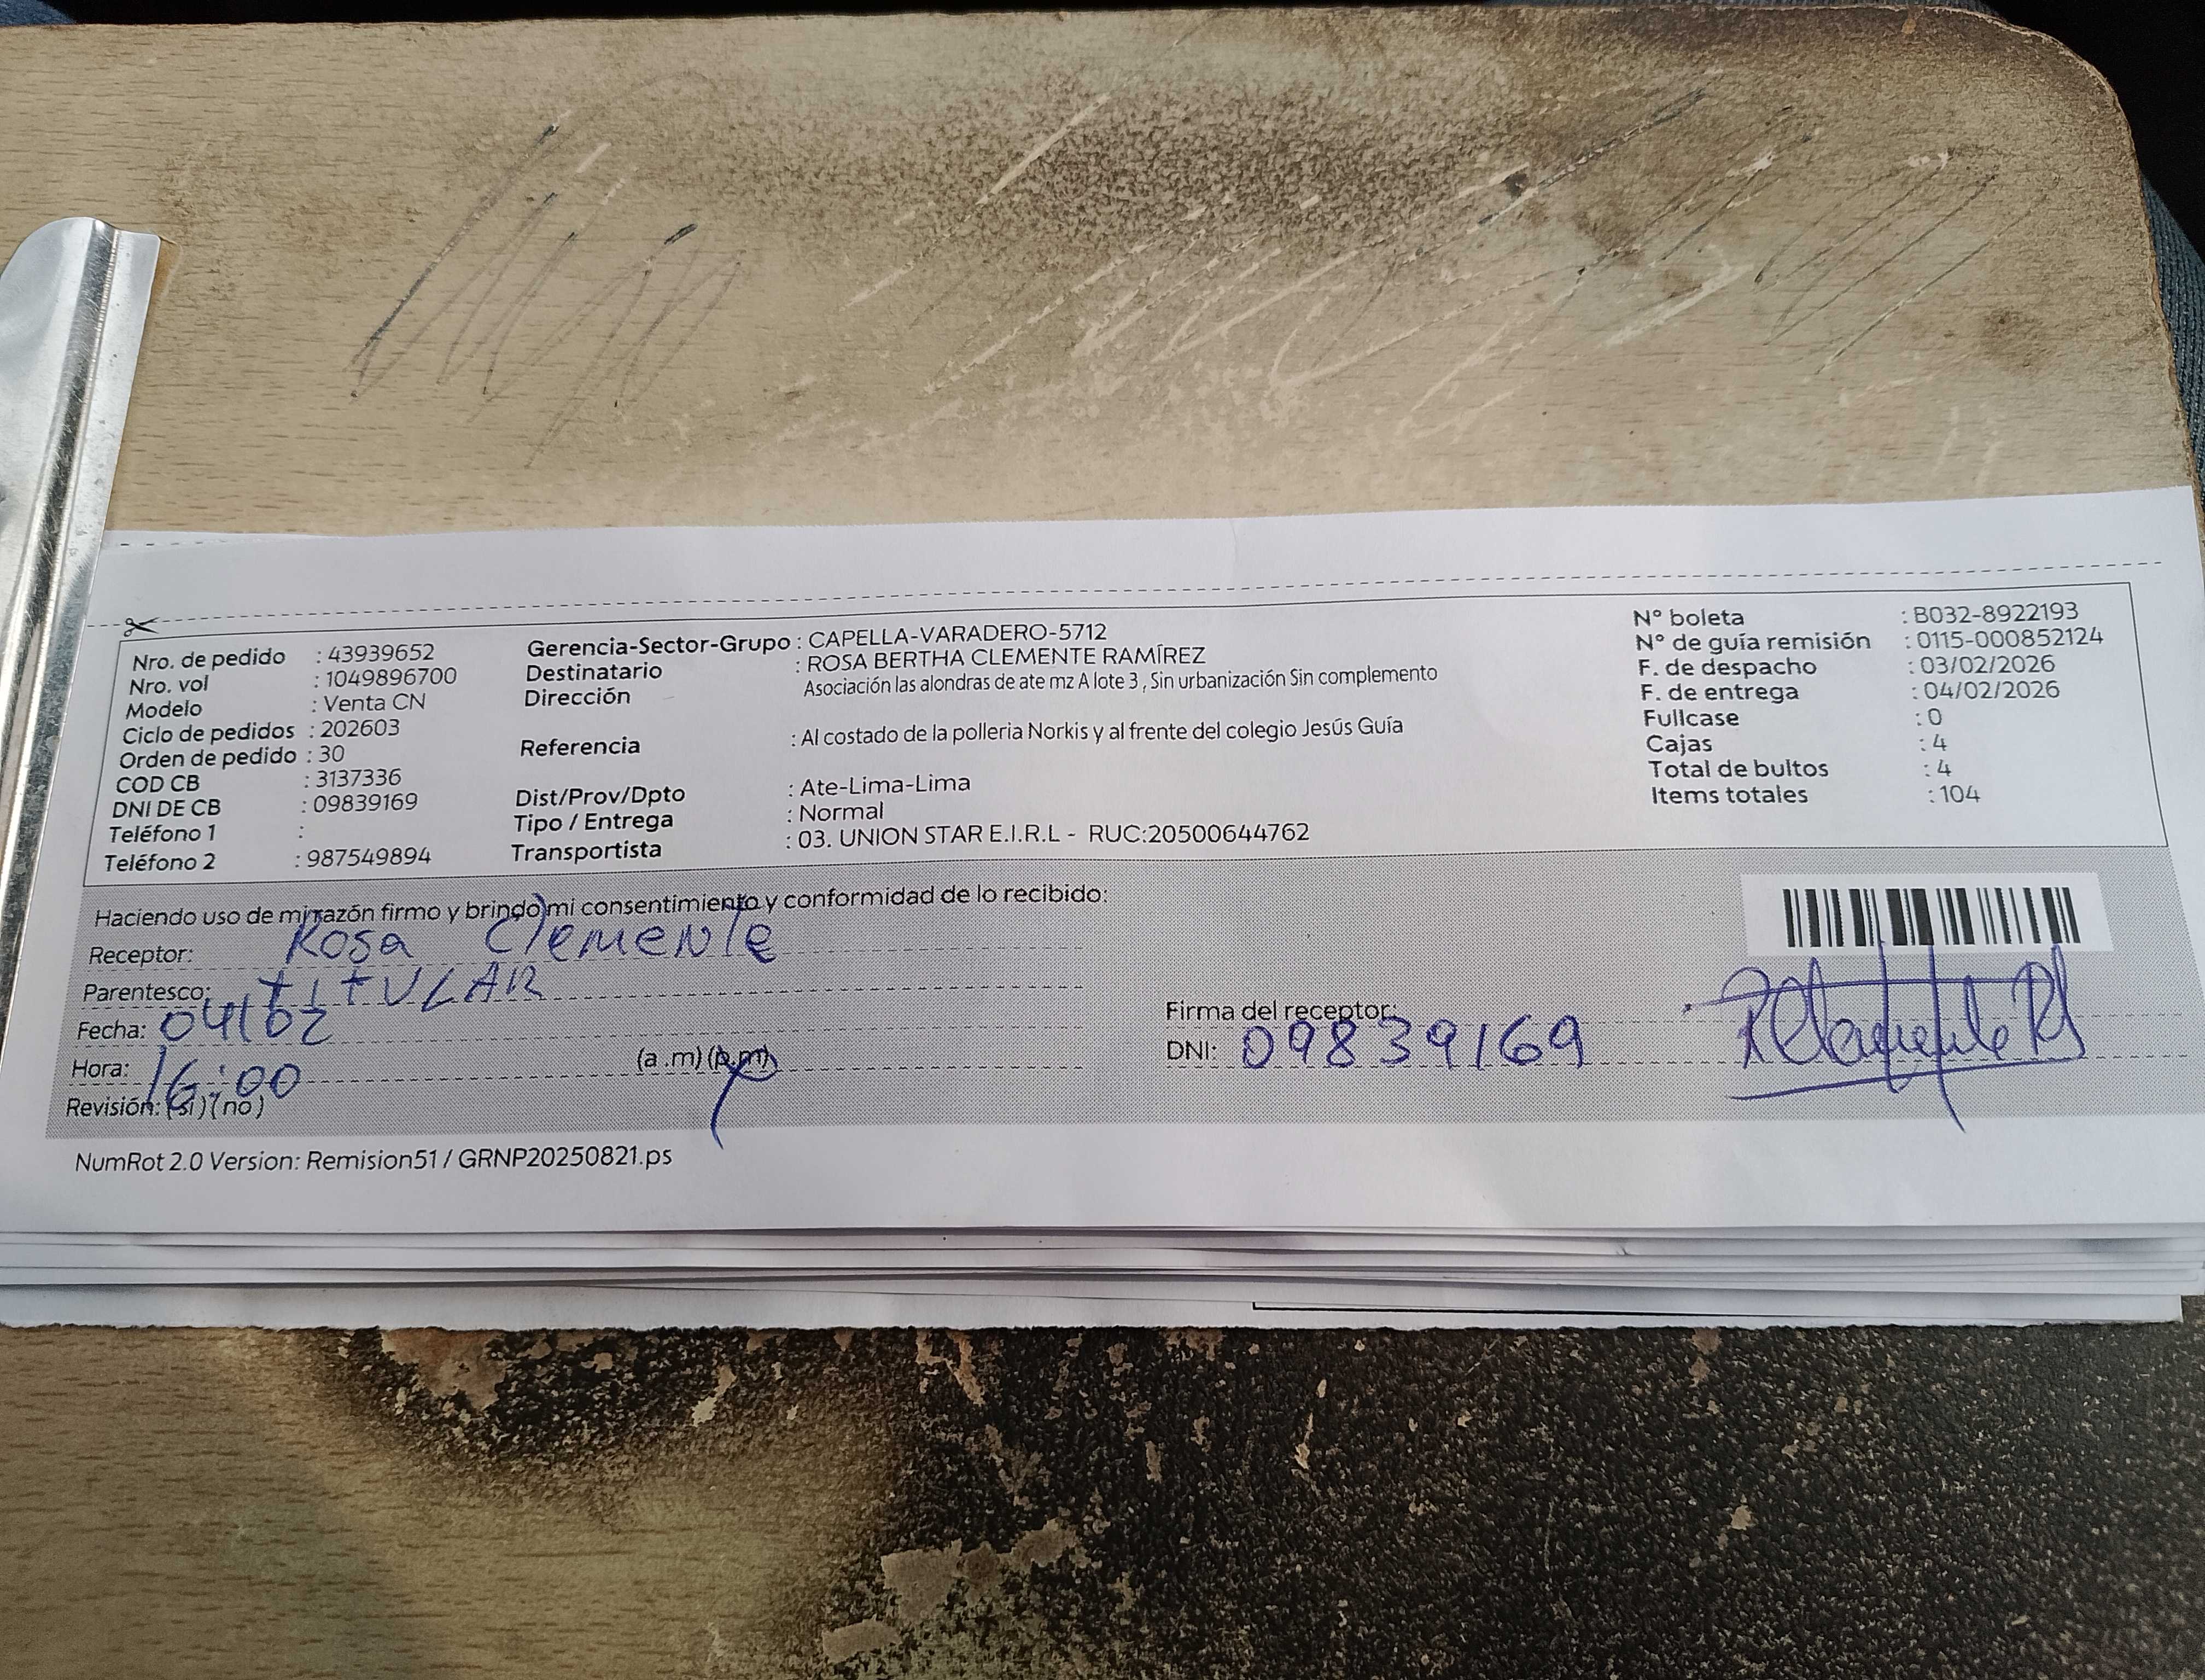 Nro. de pedido : 43939652
Nro. vol : 1049896700
Modelo : Venta CN
Ciclo de pedidos : 202603
Orden de pedido : 30
COD CB : 3137336
DNI DE CB : 09839169
Teléfono 1 :
Teléfono 2 : 987549894
Gerencia-Sector-Grupo : CAPELLA-VARADERO-5712
Destinatario : ROSA BERTHA CLEMENTE RAMÍREZ
Dirección Asociación las alondras de ate mz A lote 3 , Sin urbanización Sin complemento
Referencia : Al costado de la polleria Norkis y al frente del colegio Jesús Guía
Dist/Prov/Dpto : Ate-Lima-Lima
Tipo / Entrega : Normal
Transportista : 03. UNION STAR E.I.R.L - RUC:20500644762
N° boleta : B032-8922193
N° de guía remisión : 0115-000852124
F. de despacho : 03/02/2026
F. de entrega : 04/02/2026
Fullcase : 0
Cajas : 4
Total de bultos : 4
Items totales : 104
Haciendo uso de mi razón firmo y brindo mi consentimiento y conformidad de lo recibido:
Receptor: Rosa Clemente
Parentesco: tItULAR
Fecha: 04/02
Hora: 16:00 (a .m) (p.m)
Revisión: (si) (no)
Firma del receptor:
DNI: 09839169
NumRot 2.0 Version: Remision51 / GRNP20250821.ps